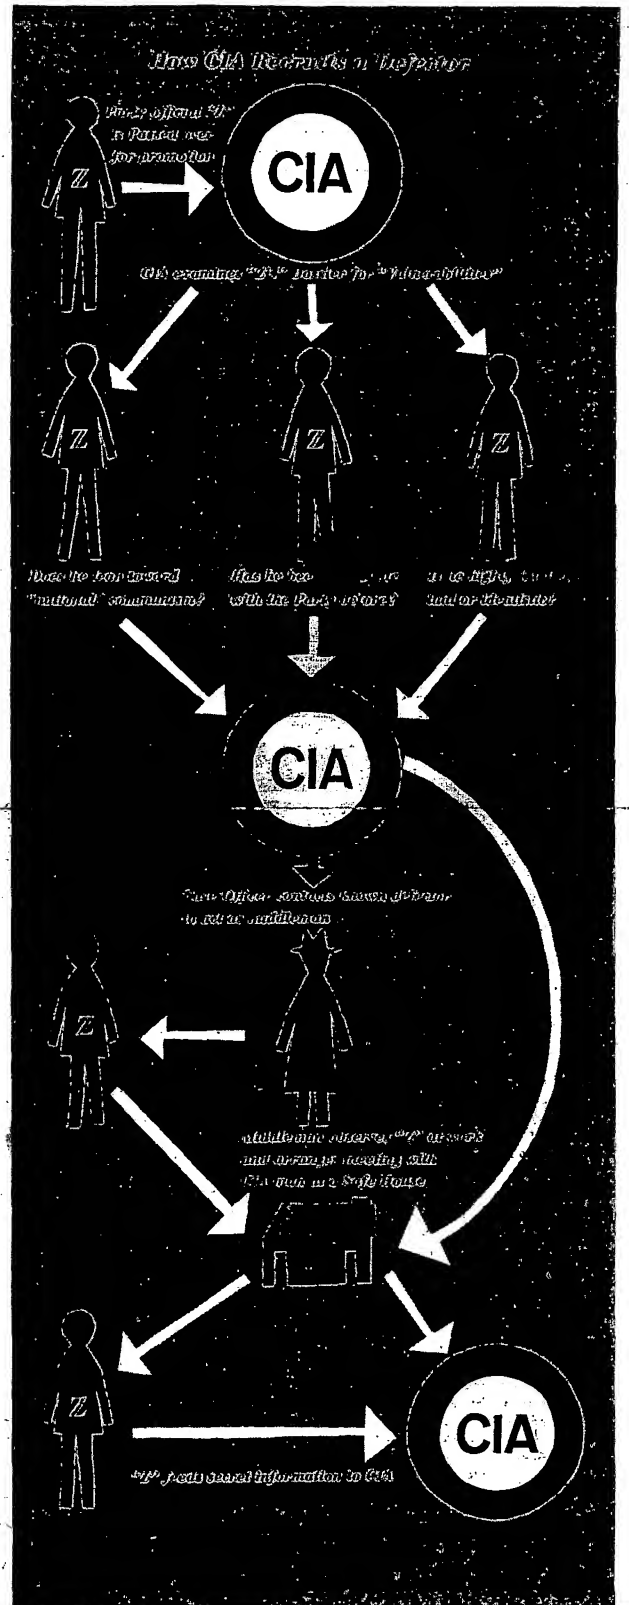 How CIA Recruits a Defector
Party official "Z"
is Passed over
for promotion
Z
CIA
CIA examines "Z's" Dossier for "Vulnerabilities"
Z
Z
Z
Does he lean toward
"national" communism?
Has he been
with the Party before?
and/or
CIA
Case Officer contacts known defector
to act as middleman
Z
Middleman observes "Z" at work
and arranges meeting with
CIA man in a Safe House
Z
CIA
"Z" feeds secret information to CIA